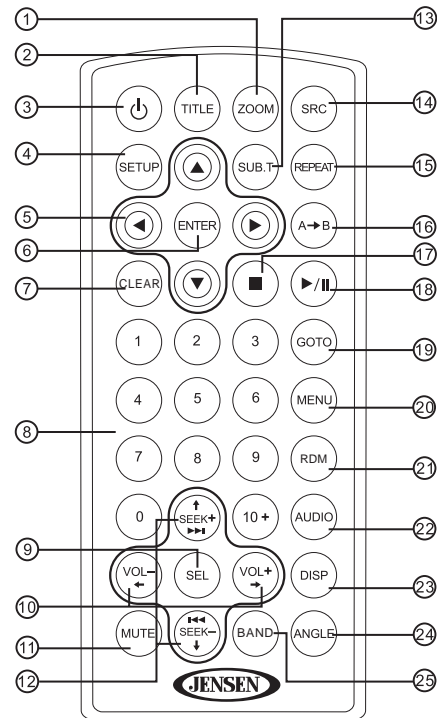 1
2
13
3
TITLE
ZOOM
SRC
14
4
SETUP
SUB.T
REPEAT
15
5
ENTER
A→B
16
6
17
7
CLEAR
▶/II
18
1
2
3
GOTO
19
4
5
6
MENU
20
8
7
8
9
RDM
21
0
SEEK+
10 +
AUDIO
22
9
VOL–
SEL
VOL+
DISP
23
10
11
MUTE
SEEK–
BAND
ANGLE
24
12
25
JENSEN